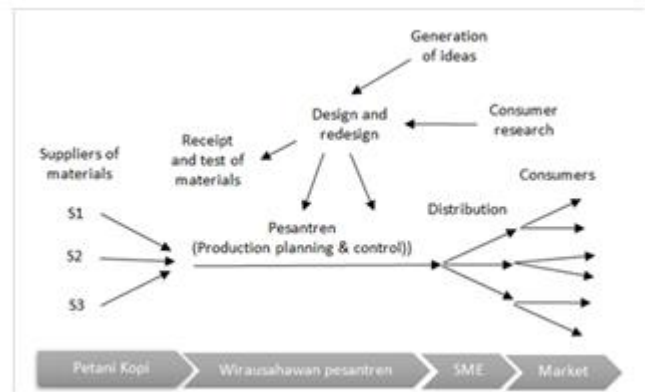 Generation
of ideas
Design and
redesign
Consumer
research
Receipt
and test of
materials
Suppliers of
materials
Consumers
S1
S2
S3
Distribution
Pesantren
(Production planning & control))
Petani Kopi
Wirausahawan pesantren
SME
Market